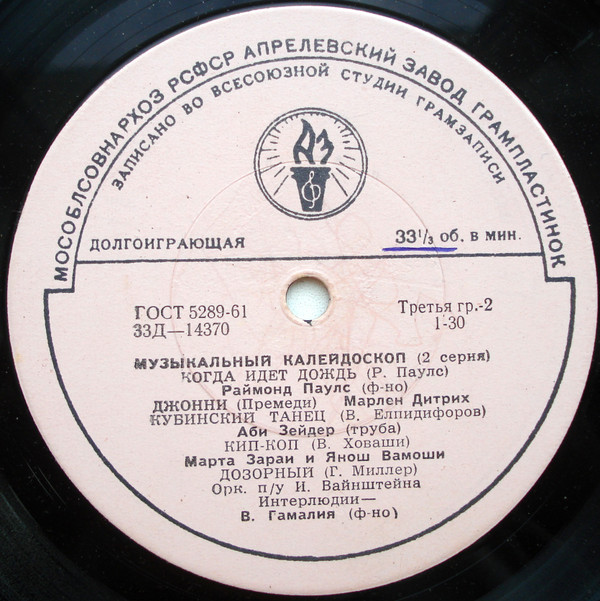 МОСОБЛСОВНАРХОЗ РСФСР АПРЕЛЕВСКИЙ ЗАВОД ГРАМПЛАСТИНОК
ЗАПИСАНО ВО ВСЕСОЮЗНОЙ СТУДИИ ГРАМЗАПИСИ
АЗ
ДОЛГОИГРАЮЩАЯ 33⅓ об. в мин.
ГОСТ 5289-61 Третья гр.-2
33Д—14370 1-30
МУЗЫКАЛЬНЫЙ КАЛЕЙДОСКОП (2 серия)
КОГДА ИДЕТ ДОЖДЬ (Р. Паулс)
Раймонд Паулс (ф-но)
ДЖОННИ (Премеди) Марлен Дитрих
КУБИНСКИЙ ТАНЕЦ (В. Елпидифоров)
Аби Зейдер (труба)
КИП-КОП (В.Ховаши)
Марта Зараи и Янош Вамоши
ДОЗОРНЫЙ (Г. Миллер)
Орк. п/у И. Вайнштейна
Интерлюдии—
В. Гамалия (ф-но)